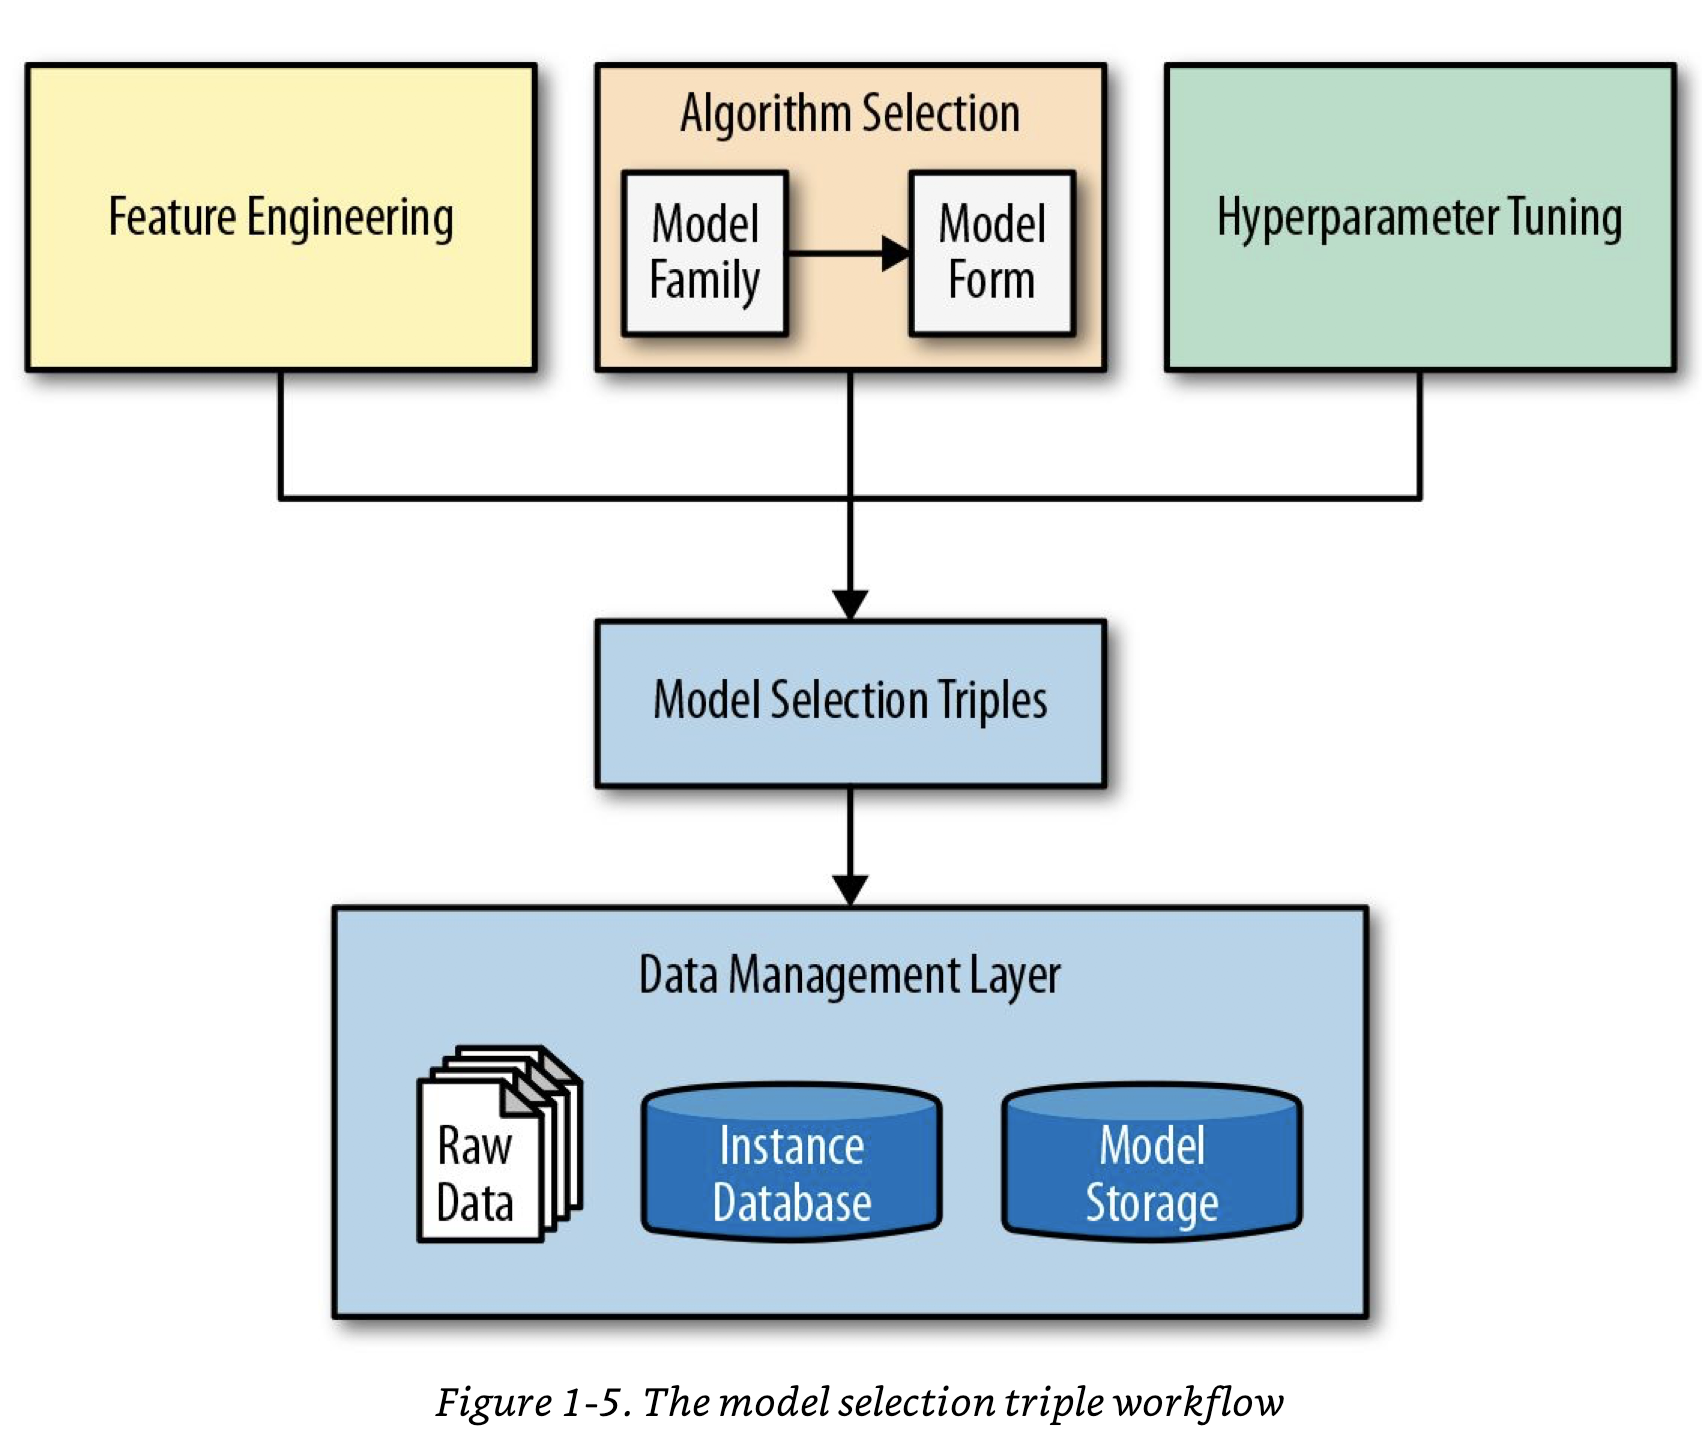 Feature Engineering
Algorithm Selection
Model
Family
Model
Form
Hyperparameter Tuning
Model Selection Triples
Data Management Layer
Raw
Data
Instance
Database
Model
Storage
Figure 1-5. The model selection triple workflow